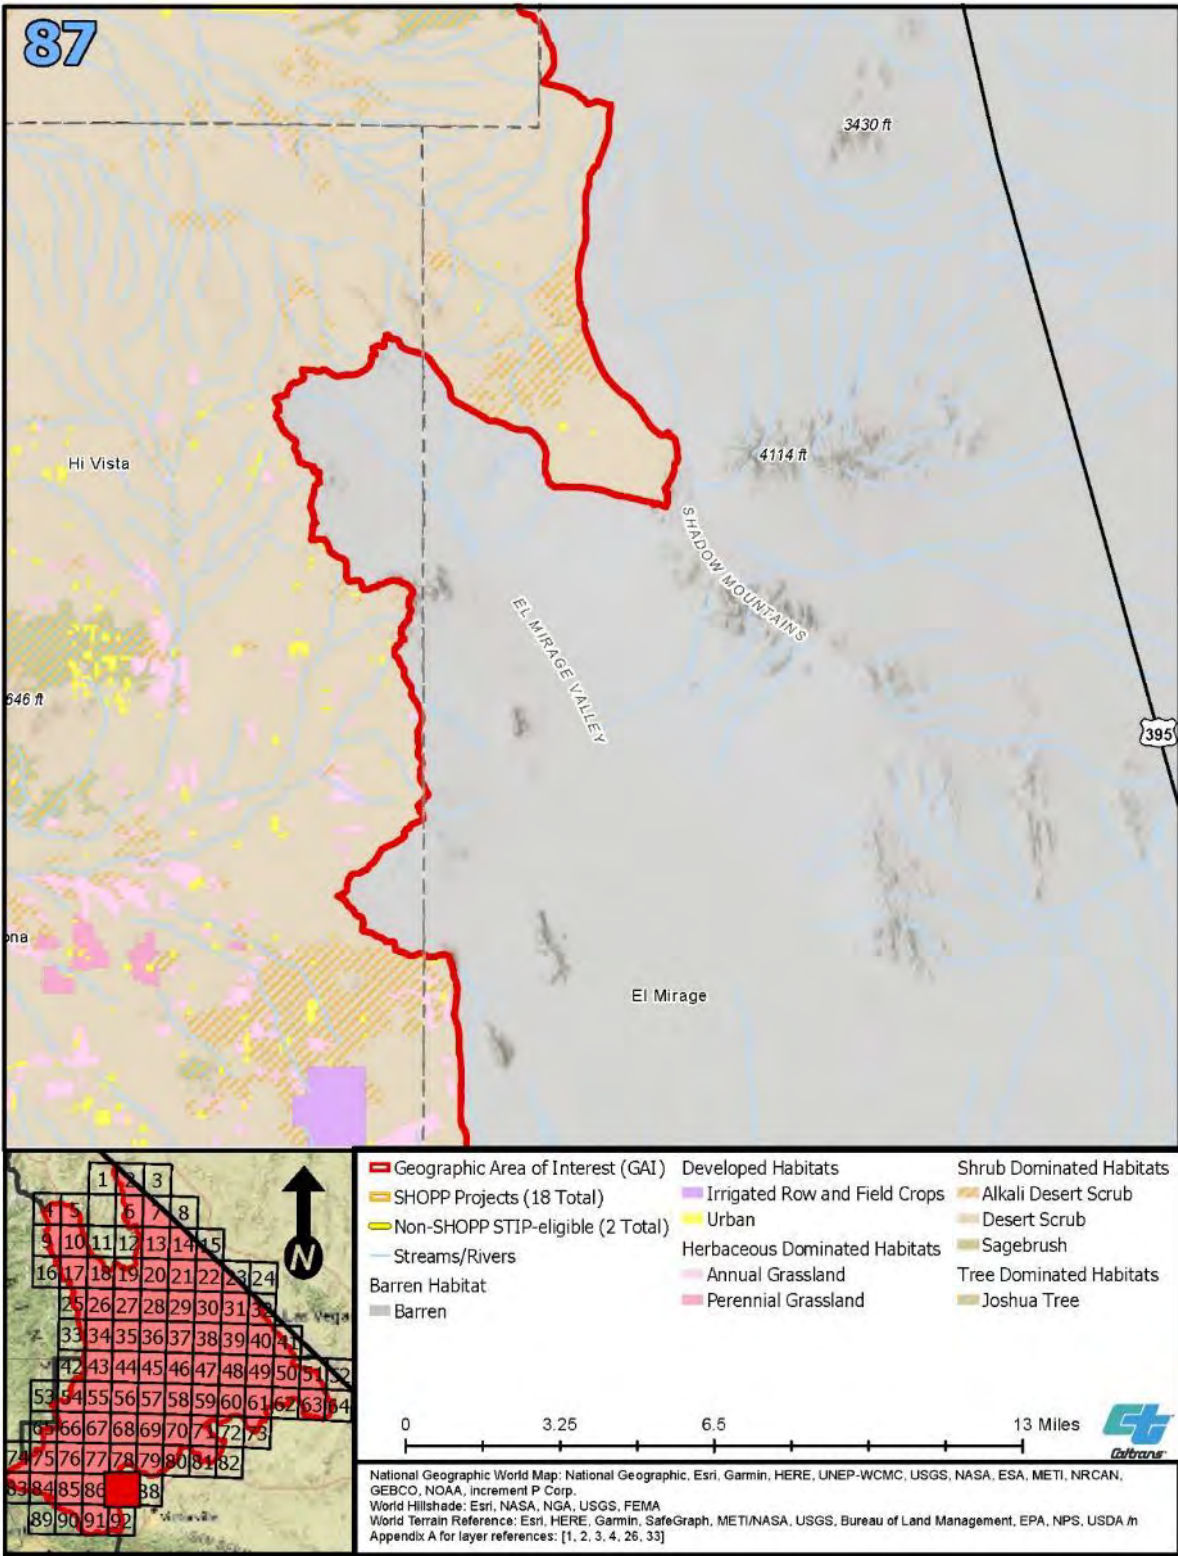 87
3430 ft
Hi Vista
4114 ft
SHADOW MOUNTAINS
EL MIRAGE VALLEY
646 ft
395
ona
El Mirage
1 2 3
4 5 6 7 8
9 10 11 12 13 14 15
16 17 18 19 20 21 22 23 24
25 26 27 28 29 30 31 32
Las Vega
33 34 35 36 37 38 39 40 41
42 43 44 45 46 47 48 49 50 51 52
53 54 55 56 57 58 59 60 61 62 63 64
65 66 67 68 69 70 71 72 73
74 75 76 77 78 79 80 81 82
83 84 85 86 88
89 90 91 92
Victorville
N
Geographic Area of Interest (GAI)
SHOPP Projects (18 Total)
Non-SHOPP STIP-eligible (2 Total)
Streams/Rivers
Barren Habitat
Barren
Developed Habitats
Irrigated Row and Field Crops
Urban
Herbaceous Dominated Habitats
Annual Grassland
Perennial Grassland
Shrub Dominated Habitats
Alkali Desert Scrub
Desert Scrub
Sagebrush
Tree Dominated Habitats
Joshua Tree
0 3.25 6.5 13 Miles
ct
Caltrans
National Geographic World Map: National Geographic, Esri, Garmin, HERE, UNEP-WCMC, USGS, NASA, ESA, METI, NRCAN,
GEBCO, NOAA, increment P Corp.
World Hillshade: Esri, NASA, NGA, USGS, FEMA
World Terrain Reference: Esri, HERE, Garmin, SafeGraph, METI/NASA, USGS, Bureau of Land Management, EPA, NPS, USDA /n
Appendix A for layer references: [1, 2, 3, 4, 26, 33]